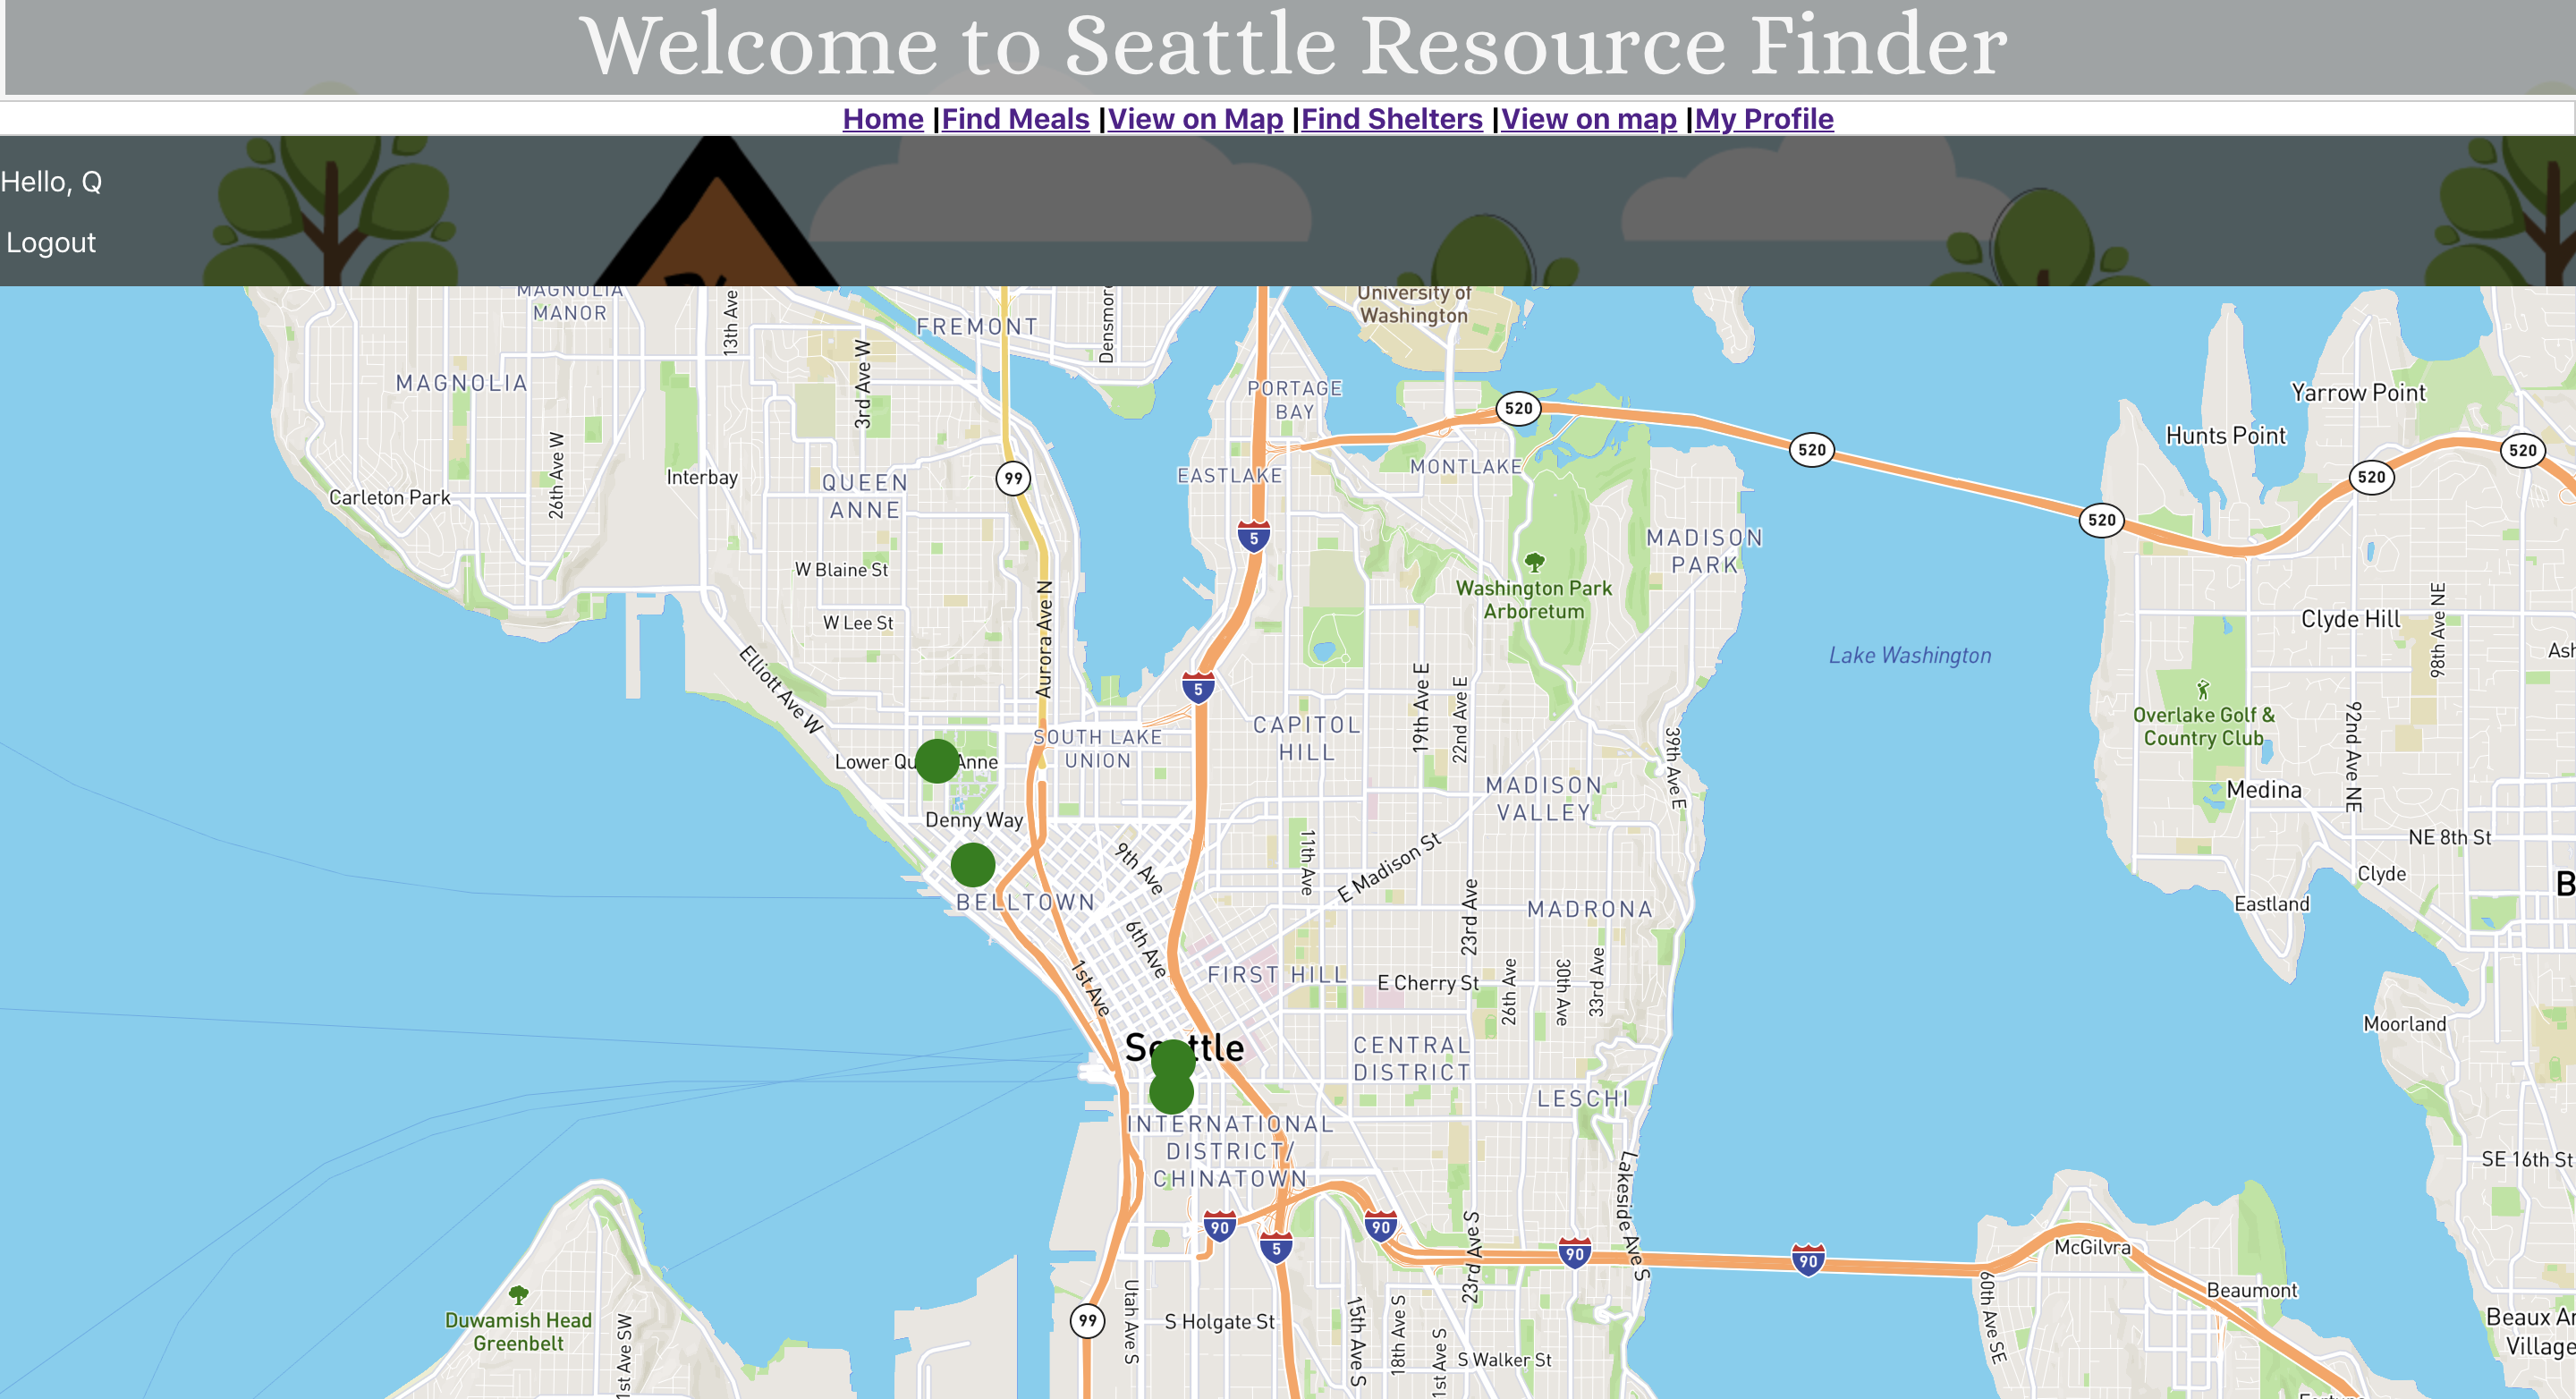 Welcome to Seattle Resource Finder
Home |Find Meals |View on Map |Find Shelters |View on map |My Profile
Hello, Q
Logout
MAGNOLIA
MANOR
13th Ave
FREMONT
University of
Washington
3rd Ave W
MAGNOLIA
PORTAGE
BAY
Yarrow Point
520
520
Hunts Point
520
520
520
26th Ave W
Interbay
Carleton Park
QUEEN
ANNE
99
EASTLAKE
MONTLAKE
5
MADISON
PARK
W Blaine St
Washington Park
Arboretum
W Lee St
Aurora Ave N
Clyde Hill
98th Ave NE
Lake Washington
Elliott Ave W
5
19th Ave E
22nd Ave E
CAPITOL
HILL
Overlake Golf &
Country Club
SOUTH LAKE
UNION
39th Ave E
92nd Ave NE
Lower Qu Anne
MADISON
VALLEY
Medina
Denny Way
NE 8th St
9th Ave
11th Ave
E Madison St
Clyde
BELLTOWN
MADRONA
Eastland
23rd Ave
6th Ave
1st Ave
FIRST HILL
E Cherry St
26th Ave
30th Ave
33rd Ave
Moorland
Se ttle
CENTRAL
DISTRICT
LESCHI
INTERNATIONAL
DISTRICT/
CHINATOWN
SE 16th St
Lakeside Ave S
90
90
5
90
90
23rd Ave S
McGilvra
60th Ave SE
Beaumont
Duwamish Head
Greenbelt
1st Ave SW
99
Utah Ave S
S Holgate St
15th Ave S
18th Ave S
1st Ave S
S Walker St
Village